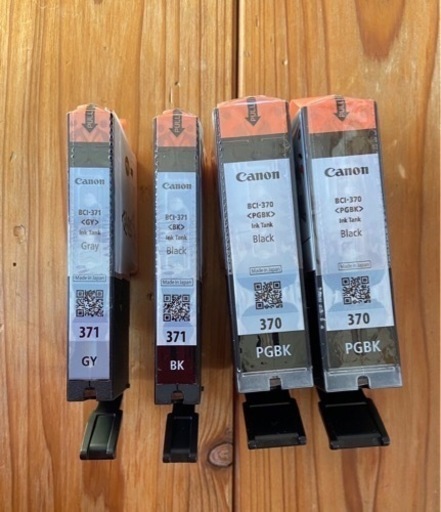 Canon
BCI-371
<GY>
Ink Tank
Gray
Made in Japan
371
GY
Canon
BCI-371
<BK>
Ink Tank
Black
Made in Japan
371
BK
Canon
BCI-370
<PGBK>
Ink Tank
Black
Made in Japan
370
PGBK
Canon
BCI-370
<PGBK>
Ink Tank
Black
Made in Japan
370
PGBK